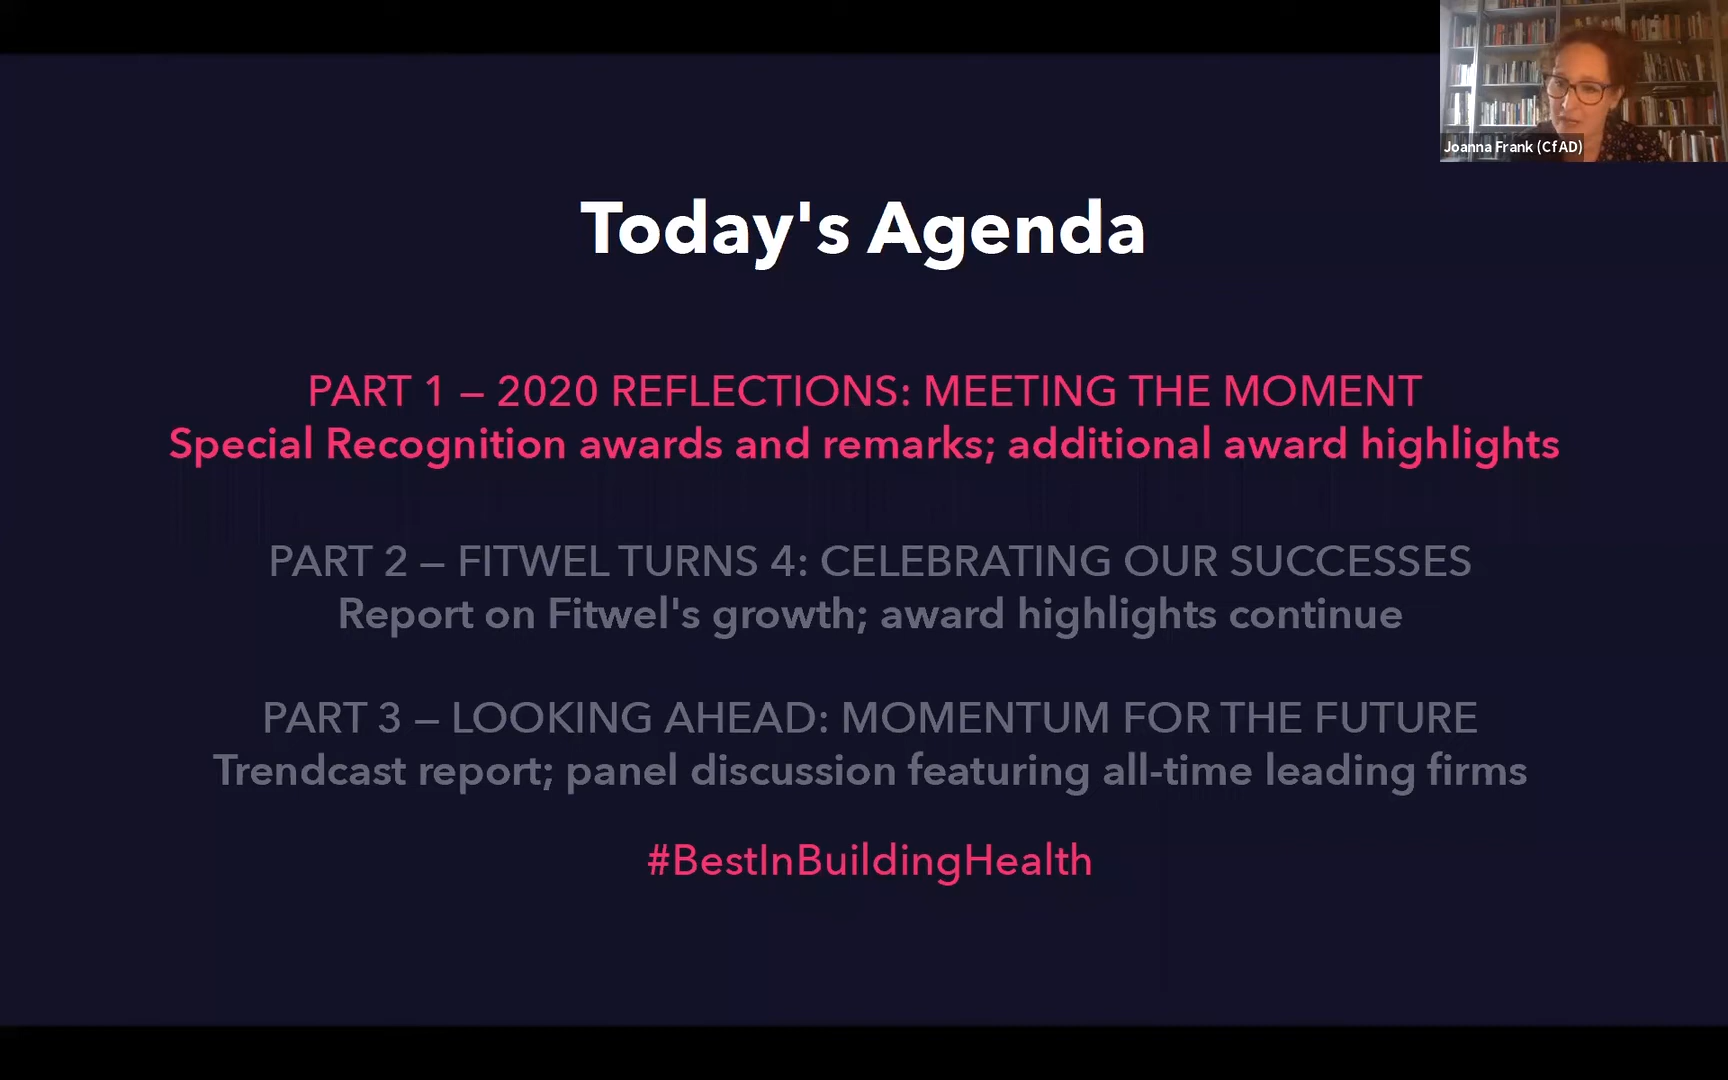 Joanna Frank (CfAD)
Today's Agenda
PART 1 – 2020 REFLECTIONS: MEETING THE MOMENT
Special Recognition awards and remarks; additional award highlights
PART 2 – FITWEL TURNS 4: CELEBRATING OUR SUCCESSES
Report on Fitwel's growth; award highlights continue
PART 3 – LOOKING AHEAD: MOMENTUM FOR THE FUTURE
Trendcast report; panel discussion featuring all-time leading firms
#BestInBuildingHealth